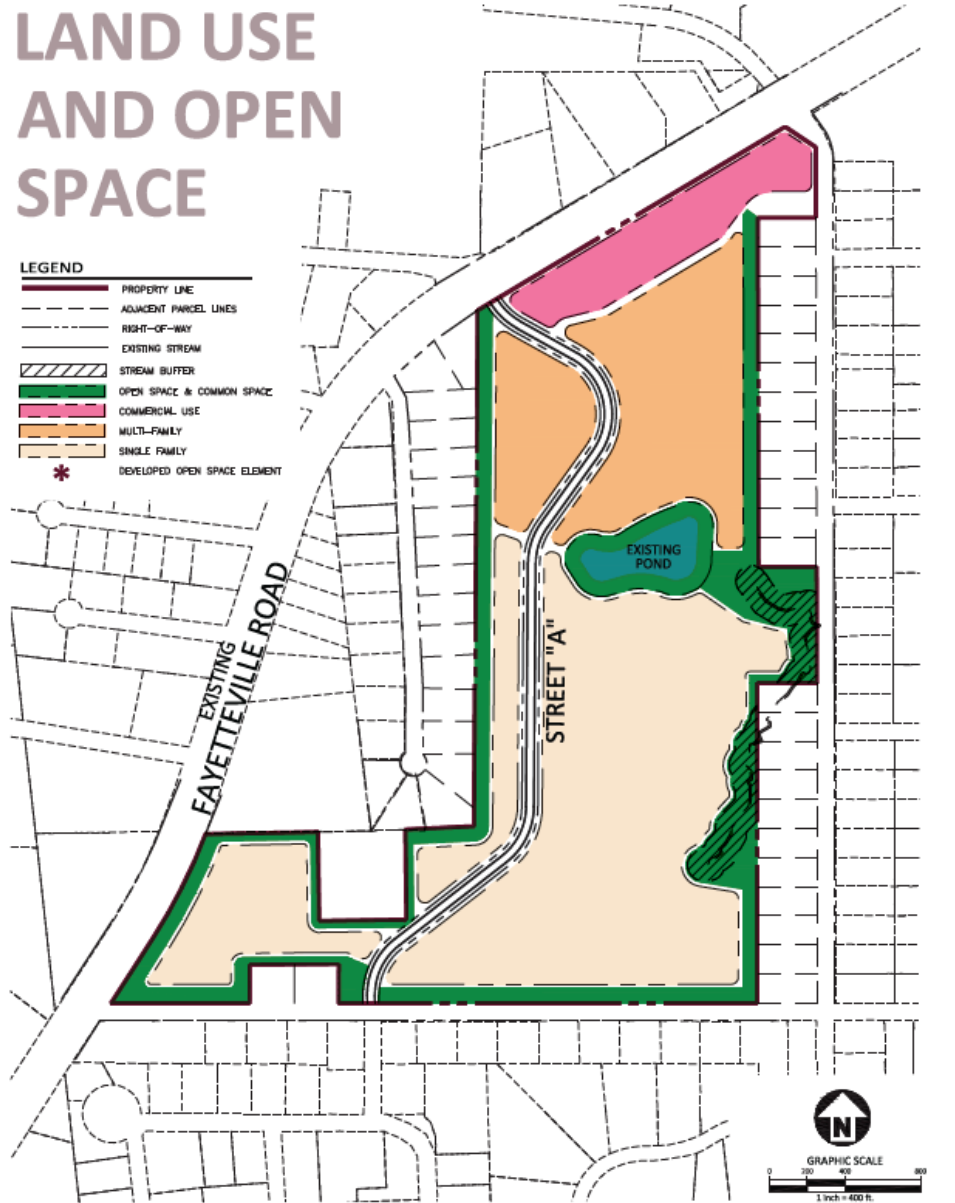 LAND USE
AND OPEN
SPACE
LEGEND
PROPERTY LINE
ADJACENT PARCEL LINES
RIGHT-OF-WAY
EXISTING STREAM
STREAM BUFFER
OPEN SPACE & COMMON SPACE
COMMERCIAL USE
MULTI-FAMILY
SINGLE FAMILY
* DEVELOPED OPEN SPACE ELEMENT
EXISTING
POND
EXISTING
FAYETTEVILLE ROAD
STREET "A"
N
GRAPHIC SCALE
0 200 400 800
1 inch = 400 ft.